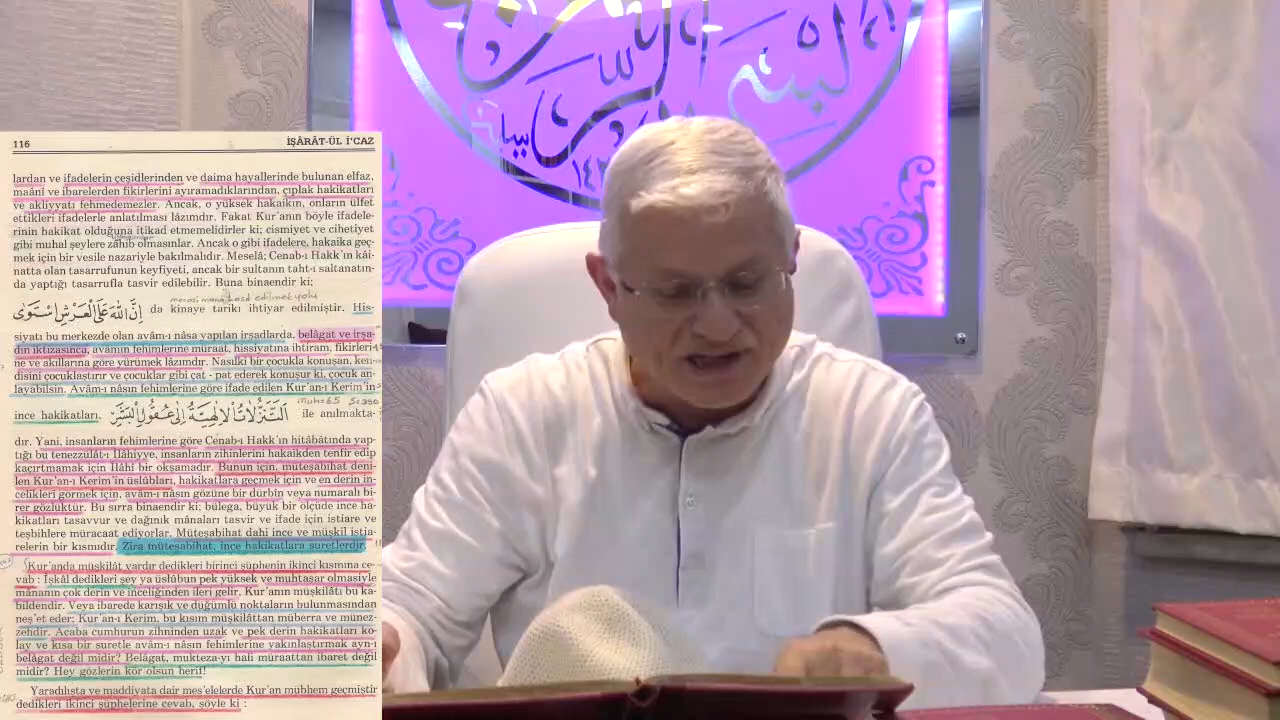 116
İŞÂRÂT-ÜL İ'CAZ
lardan ve ifadelerin çeşidlerinden ve daima hayallerinde bulunan elfaz,
maânî ve ibarelerden fikirlerini ayıramadıklarından, çıplak hakikatları
ve akliyyatı fehmedemezler. Ancak, o yüksek hakaikin, onların ülfet
ettikleri ifadelerle anlatılması lâzımdır. Fakat Kur'anın böyle ifadele-
rinin hakikat olduğuna itikad etmemelidirler ki; cismiyet ve cihetiyet
gibi muhal şeylere zâhib olmasınlar. Ancak o gibi ifadelere, hakaika geç-
mek için bir vesile nazariyle bakılmalıdır. Meselâ; Cenab-ı Hakk'ın kâi-
natta olan tasarrufunun keyfiyeti, ancak bir sultanın taht-ı saltanatın-
da yaptığı tasarrufla tasvir edilebilir. Buna binaendir ki;
mecazi mana kasd edilmek yolu
اِنَّ اللّٰهَ عَلَى الْعَرْشِ اسْتَوٰى da kinaye tarikı ihtiyar edilmiştir. His-
siyatı bu merkezde olan avâm-ı nâsa yapılan irşadlarda, belâgat ve irşa-
dın iktizasınca, avâmın fehimlerine müraat, hissiyatına ihtiram, fikirleri-
ne ve akıllarına göre yürümek lâzımdır. Nasılki bir çocukla konuşan, ken-
disini çocuklaştırır ve çocuklar gibi çat - pat ederek konuşur ki, çocuk an-
layabilsin. Avâm-ı nâsın fehimlerine göre ifade edilen Kur'an-ı Kerim'in
ince hakikatları, اَلتَّنَزُّلَاتُ الْاِلٰهِيَّةُ اِلٰى عُقُولِ الْبَشَرِ ile anılmakta-
dır. Yani, insanların fehimlerine göre Cenab-ı Hakk'ın hitâbâtında yap-
tığı bu tenezzülât-ı İlâhiyye, insanların zihinlerini hakaikden tenfir edip
kaçırtmamak için İlâhî bir okşamadır. Bunun için, müteşabihat deni-
len Kur'an-ı Kerim'in üslûbları, hakikatlara geçmek için ve en derin in-
celikleri görmek için, avâm-ı nâsın gözüne bir dürbün veya numaralı bi-
rer gözlüktür. Bu sırra binaendir ki; bülega, büyük bir ölçüde ince ha-
kikatları tasavvur ve dağınık mânaları tasvir ve ifade için istiare ve
teşbihlere müracaat ediyorlar. Müteşabihat dahi ince ve müşkil istia-
relerin bir kısmıdır. Zira müteşabihat, ince hakikatlara suretlerdir.
Kur'anda müşkilât vardır dedikleri birinci şüphenin ikinci kısmına ce-
vab : İşkâl dedikleri şey ya üslûbun pek yüksek ve muhtasar olmasiyle
mânanın çok derin ve inceliğinden ileri gelir. Kur'anın müşkilâtı bu ka-
bildendir. Veya ibarede karışık ve düğümlü noktaların bulunmasından
neş'et eder; Kur'an-ı Kerim, bu kısım müşkilâttan müberra ve münez-
zehdir. Acaba cumhurun zihninden uzak ve pek derin hakikatları ko-
lay ve kısa bir suretle avâm-ı nâsın fehimlerine yakınlaştırmak ayn-ı
belâgat değil midir? Belâgat, mukteza-yı hali müraattan ibaret değil
midir? Hey gözlerin kör olsun herif!
Yaradılışta ve maddiyata dair mes'elelerde Kur'an mübhem geçmiştir
dedikleri ikinci şüphelerine cevab, şöyle ki :